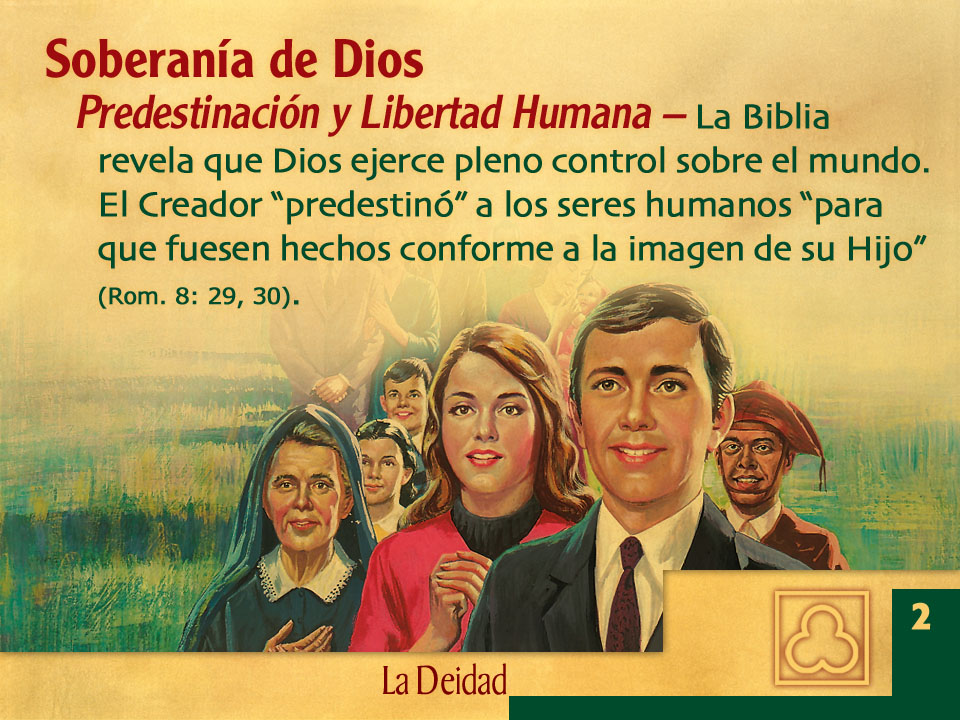 Soberanía de Dios
Predestinación y Libertad Humana – La Biblia
revela que Dios ejerce pleno control sobre el mundo.
El Creador “predestinó” a los seres humanos “para
que fuesen hechos conforme a la imagen de su Hijo”
(Rom. 8: 29, 30).
2
La Deidad